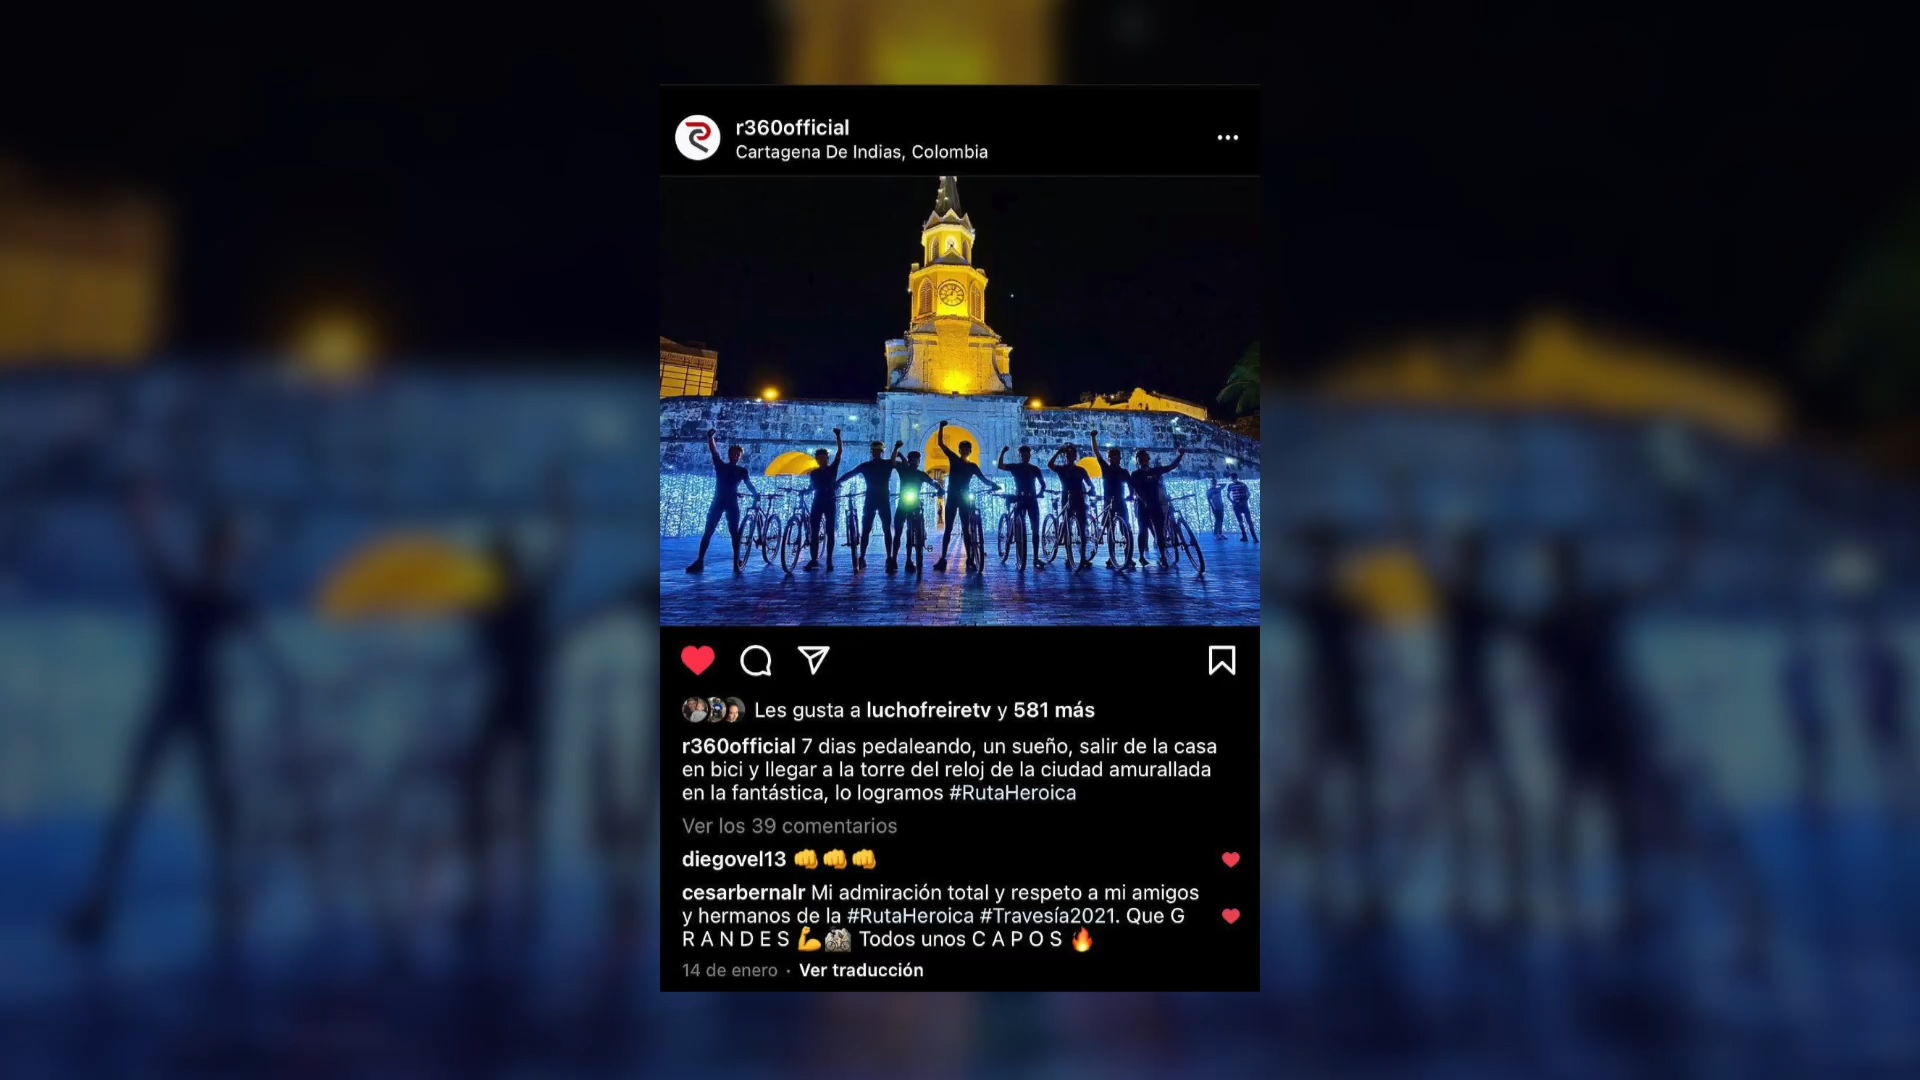 r360official
Cartagena De Indias, Colombia
Les gusta a luchofreiretv y 581 más
r360official 7 dias pedaleando, un sueño, salir de la casa
en bici y llegar a la torre del reloj de la ciudad amurallada
en la fantástica, lo logramos #RutaHeroica
Ver los 39 comentarios
diegovel13 👊👊👊
cesarbernalr Mi admiración total y respeto a mi amigos
y hermanos de la #RutaHeroica #Travesía2021. Que G
R A N D E S 💪🚵 Todos unos C A P O S 🔥
14 de enero · Ver traducción